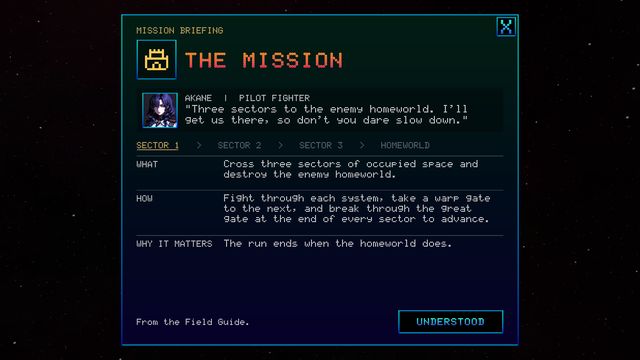 MISSION BRIEFING
THE MISSION
AKANE | PILOT FIGHTER
"Three sectors to the enemy homeworld. I'll
get us there, so don't you dare slow down."
SECTOR 1 > SECTOR 2 > SECTOR 3 > HOMEWORLD
WHAT Cross three sectors of occupied space and
destroy the enemy homeworld.
HOW Fight through each system, take a warp gate
to the next, and break through the great
gate at the end of every sector to advance.
WHY IT MATTERS The run ends when the homeworld does.
From the Field Guide.
UNDERSTOOD